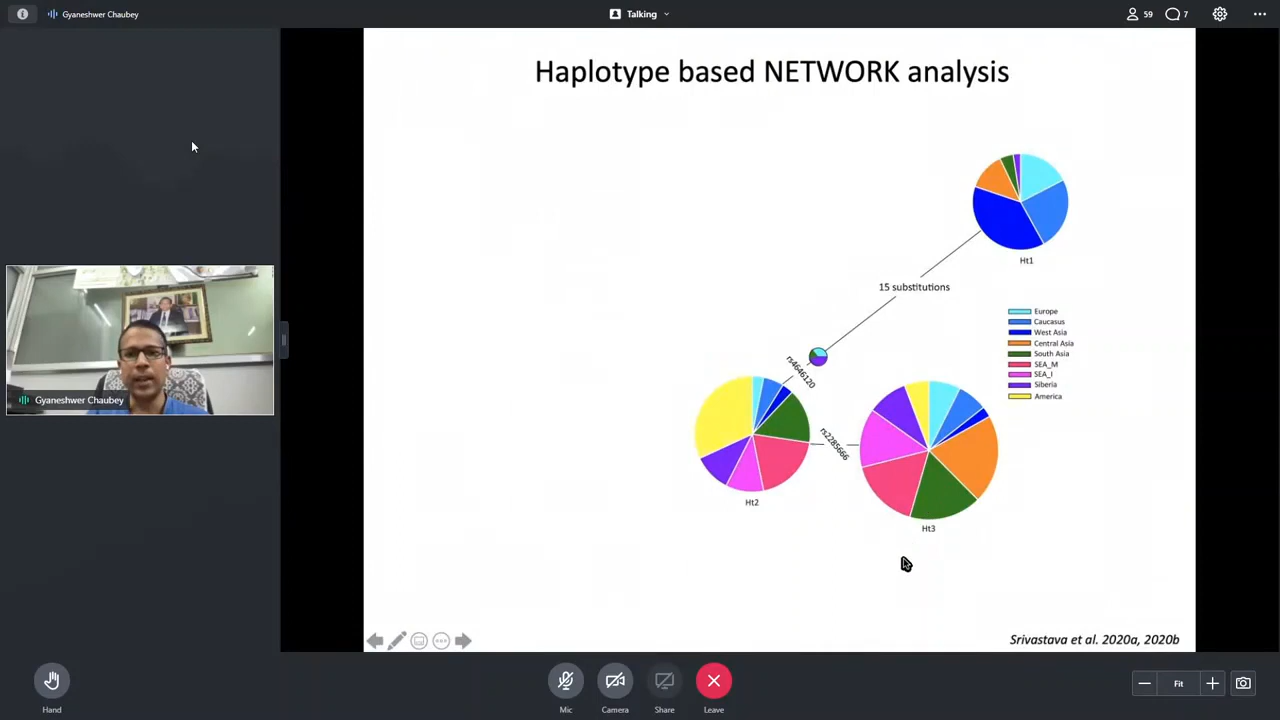 Gyaneshwer Chaubey
Talking
59
7
Haplotype based NETWORK analysis
Ht1
15 substitutions
Europe
Caucasus
West Asia
Central Asia
South Asia
SEA_M
SEA_I
Siberia
America
rs4646120
rs2285666
Ht2
Ht3
Gyaneshwer Chaubey
Srivastava et al. 2020a, 2020b
Hand
Mic
Camera
Share
Leave
Fit